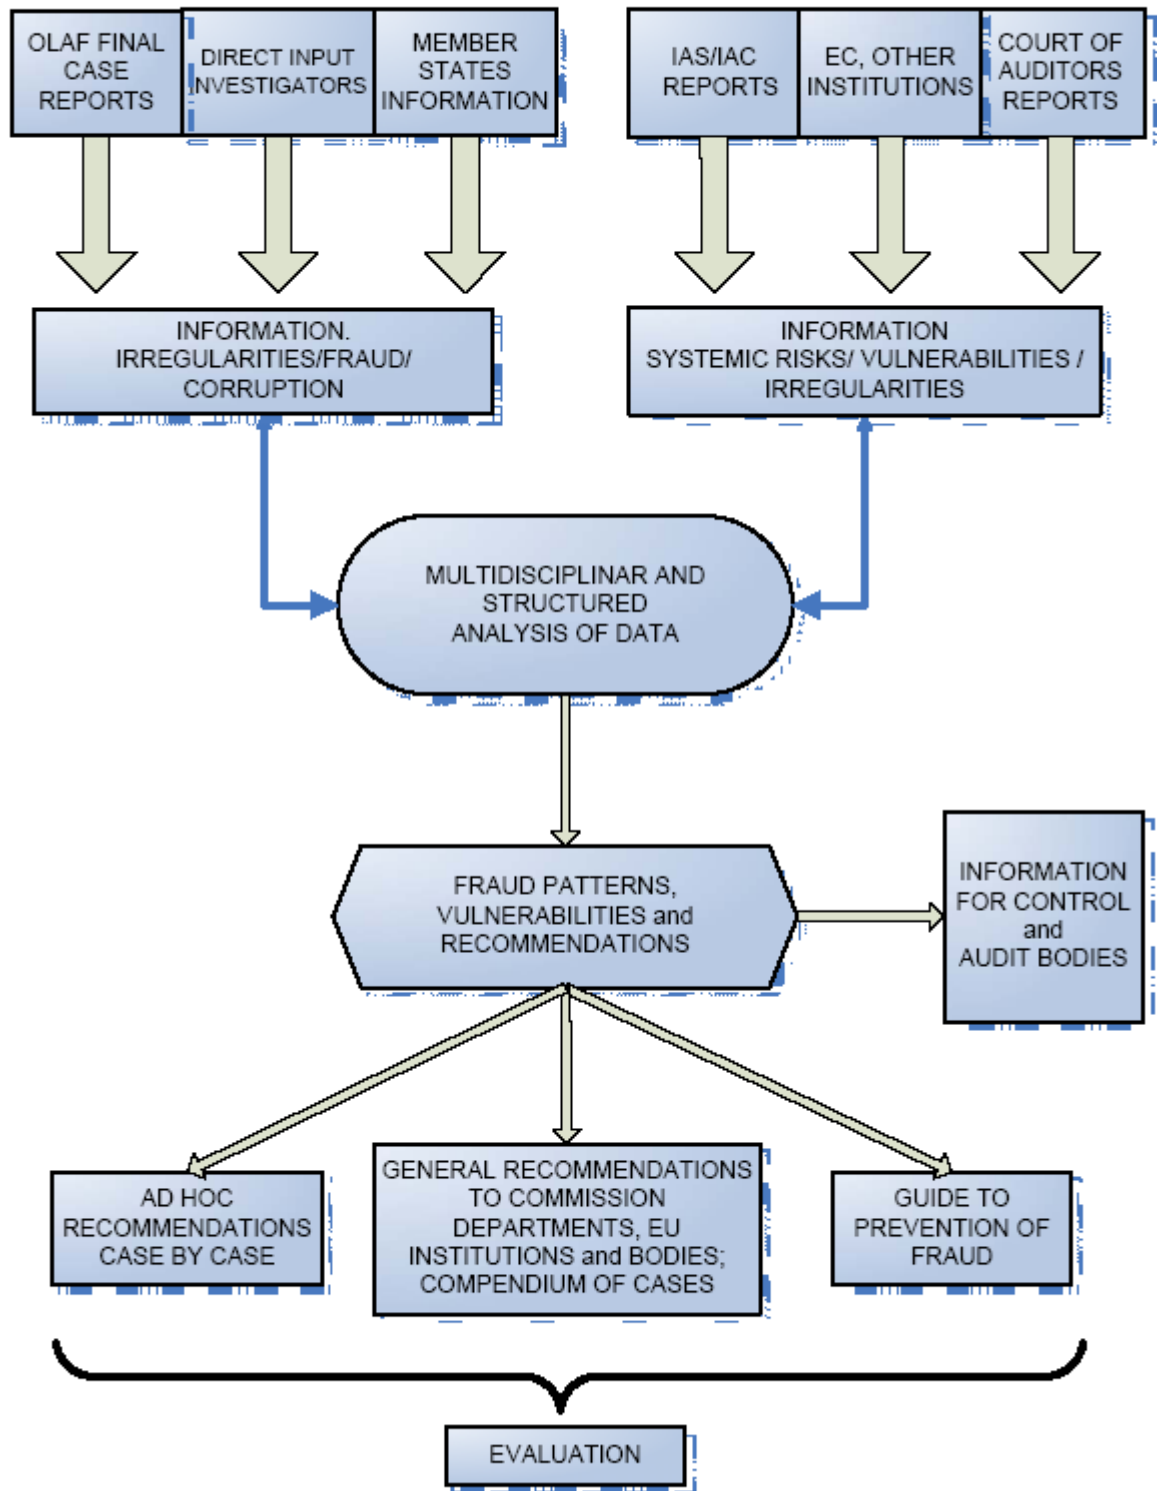 OLAF FINAL
CASE
REPORTS
DIRECT INPUT
INVESTIGATORS
MEMBER
STATES
INFORMATION
IAS/IAC
REPORTS
EC, OTHER
INSTITUTIONS
COURT OF
AUDITORS
REPORTS
INFORMATION.
IRREGULARITIES/FRAUD/
CORRUPTION
INFORMATION
SYSTEMIC RISKS/ VULNERABILITIES /
IRREGULARITIES
MULTIDISCIPLINAR AND
STRUCTURED
ANALYSIS OF DATA
FRAUD PATTERNS,
VULNERABILITIES and
RECOMMENDATIONS
INFORMATION
FOR CONTROL
and
AUDIT BODIES
AD HOC
RECOMMENDATIONS
CASE BY CASE
GENERAL RECOMMENDATIONS
TO COMMISSION
DEPARTMENTS, EU
INSTITUTIONS and BODIES;
COMPENDIUM OF CASES
GUIDE TO
PREVENTION OF
FRAUD
EVALUATION